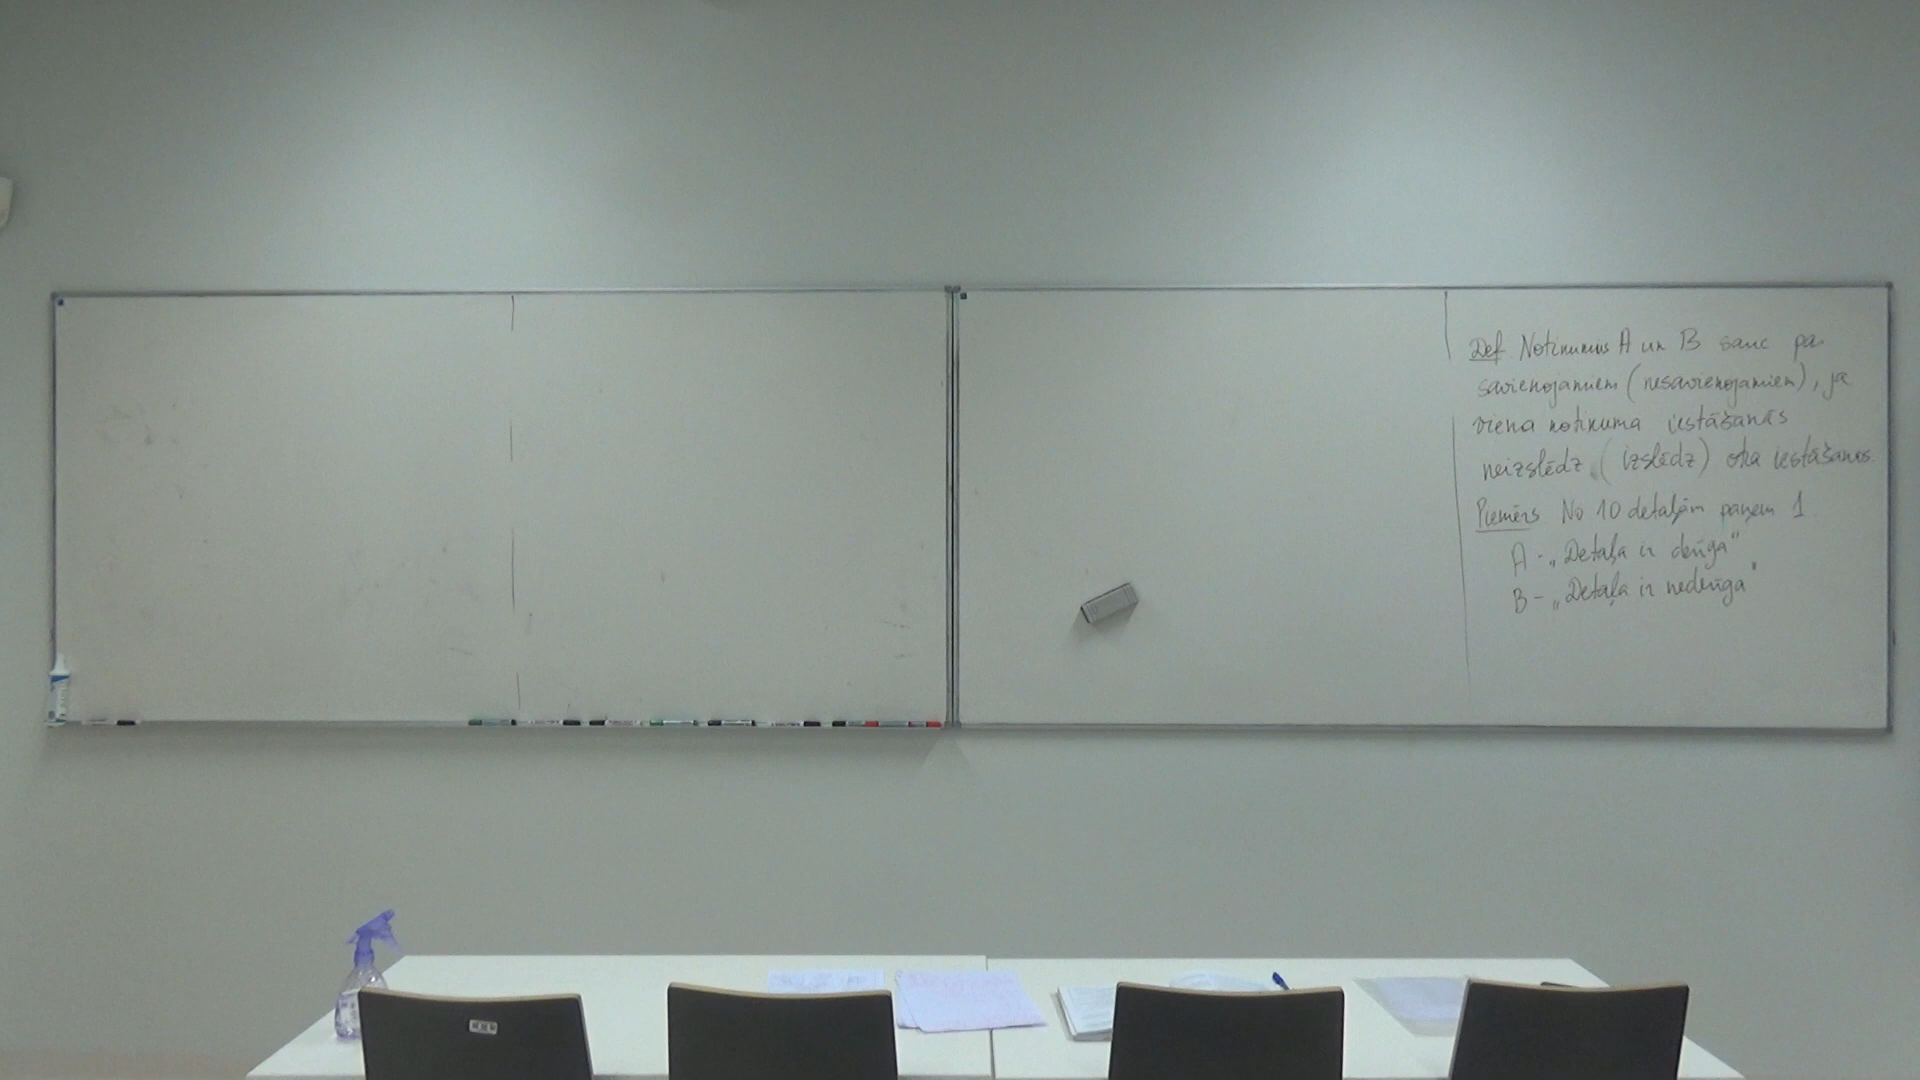 Def Notikumus A un B sauc par
savienojamiem (nesavienojamiem), ja
viena notikuma iestāšanās
neizslēdz (izslēdz) otra iestāšanos.
Piemērs No 10 detaļām paņem 1.
A - „Detaļa ir derīga"
B - „Detaļa ir nederīga"